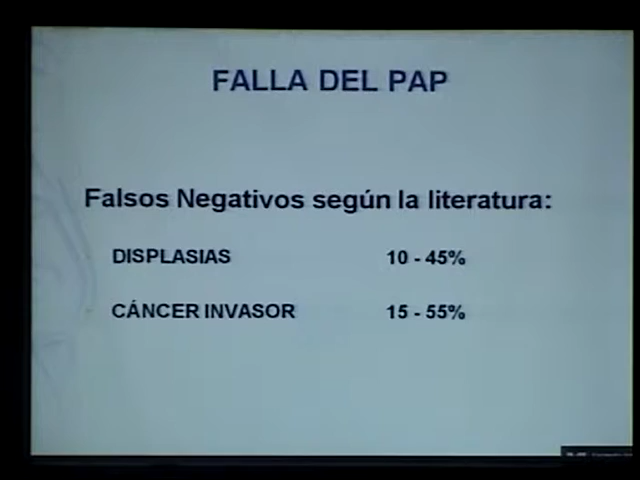 FALLA DEL PAP
Falsos Negativos según la literatura:
DISPLASIAS 10 - 45%
CÁNCER INVASOR 15 - 55%